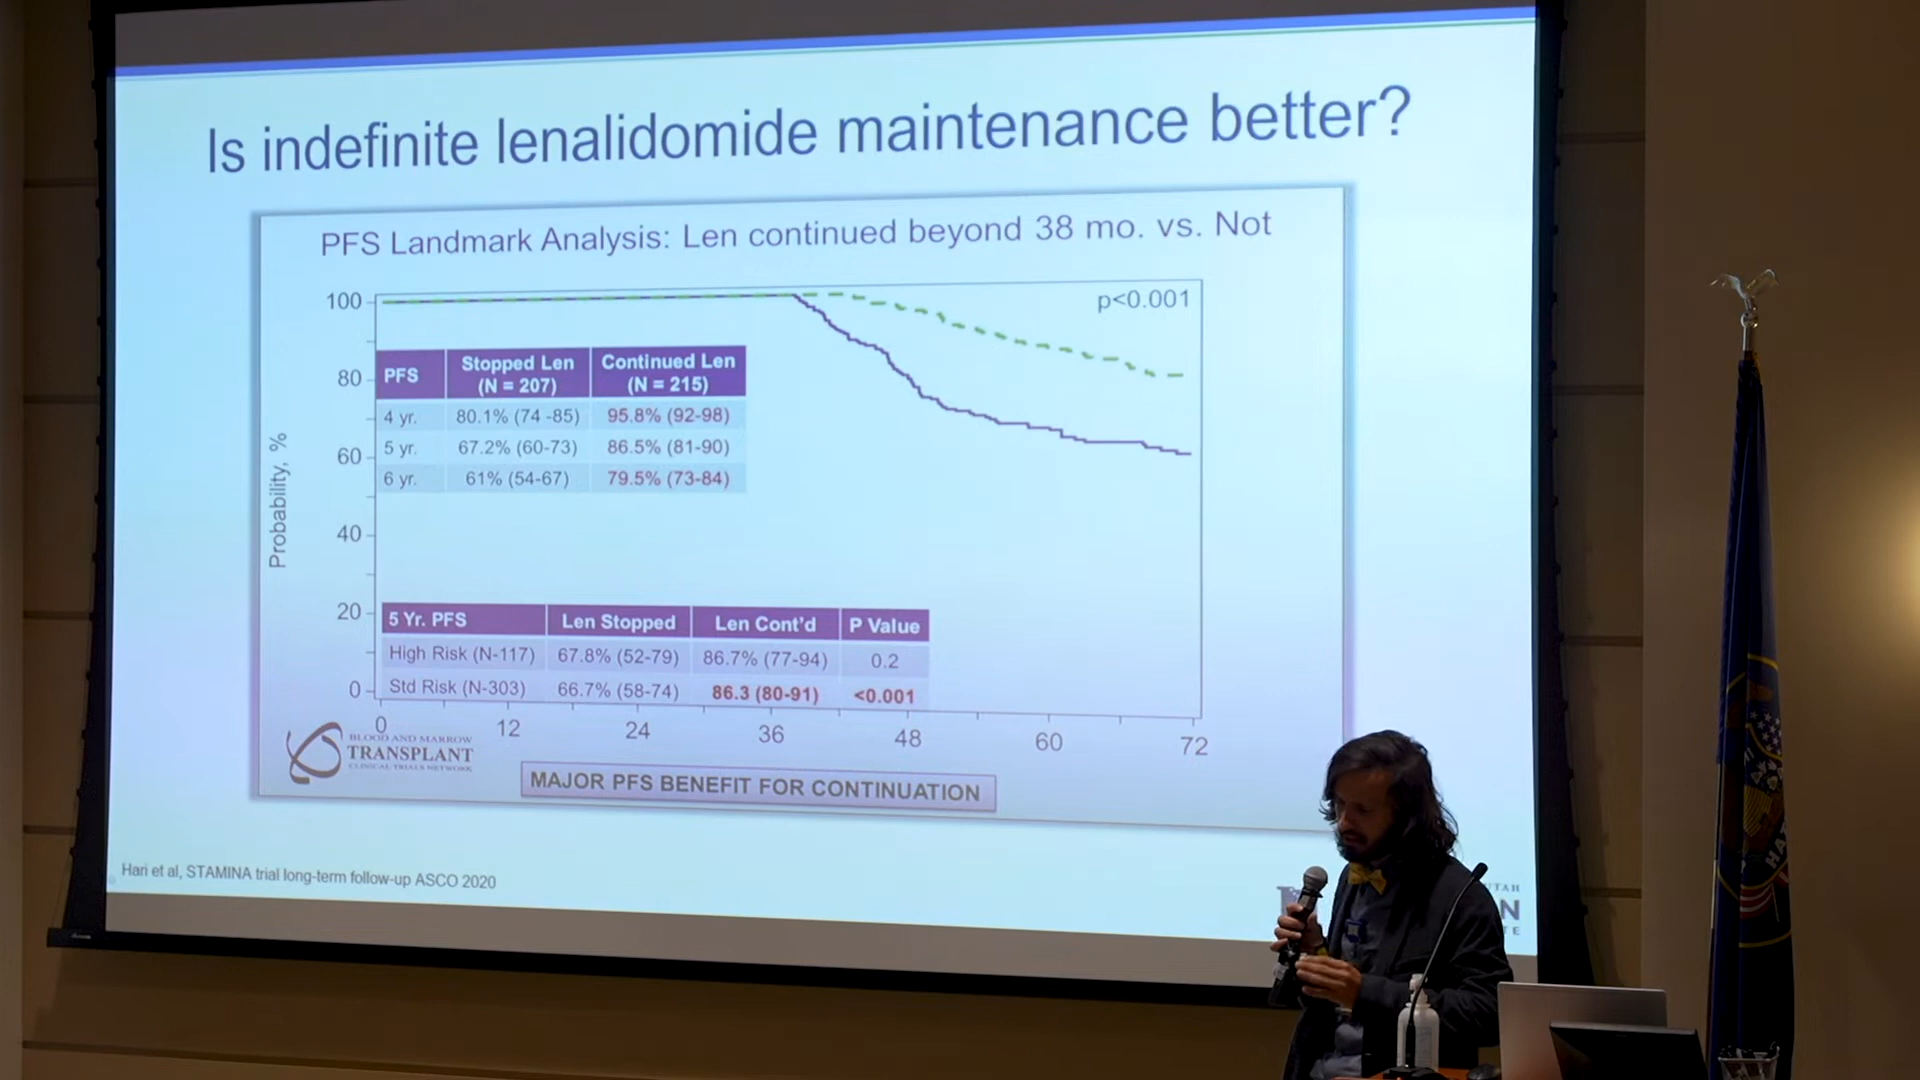 Is indefinite lenalidomide maintenance better?
PFS Landmark Analysis: Len continued beyond 38 mo. vs. Not
p<0.001
Probability, %
100
80
60
40
20
0
PFS Stopped Len (N = 207) Continued Len (N = 215)
4 yr. 80.1% (74 -85) 95.8% (92-98)
5 yr. 67.2% (60-73) 86.5% (81-90)
6 yr. 61% (54-67) 79.5% (73-84)
5 Yr. PFS Len Stopped Len Cont'd P Value
High Risk (N-117) 67.8% (52-79) 86.7% (77-94) 0.2
Std Risk (N-303) 66.7% (58-74) 86.3 (80-91) <0.001
0 12 24 36 48 60 72
BLOOD AND MARROW
TRANSPLANT
CLINICAL TRIALS NETWORK
MAJOR PFS BENEFIT FOR CONTINUATION
Hari et al, STAMINA trial long-term follow-up ASCO 2020
UTAH
N
TE
HA